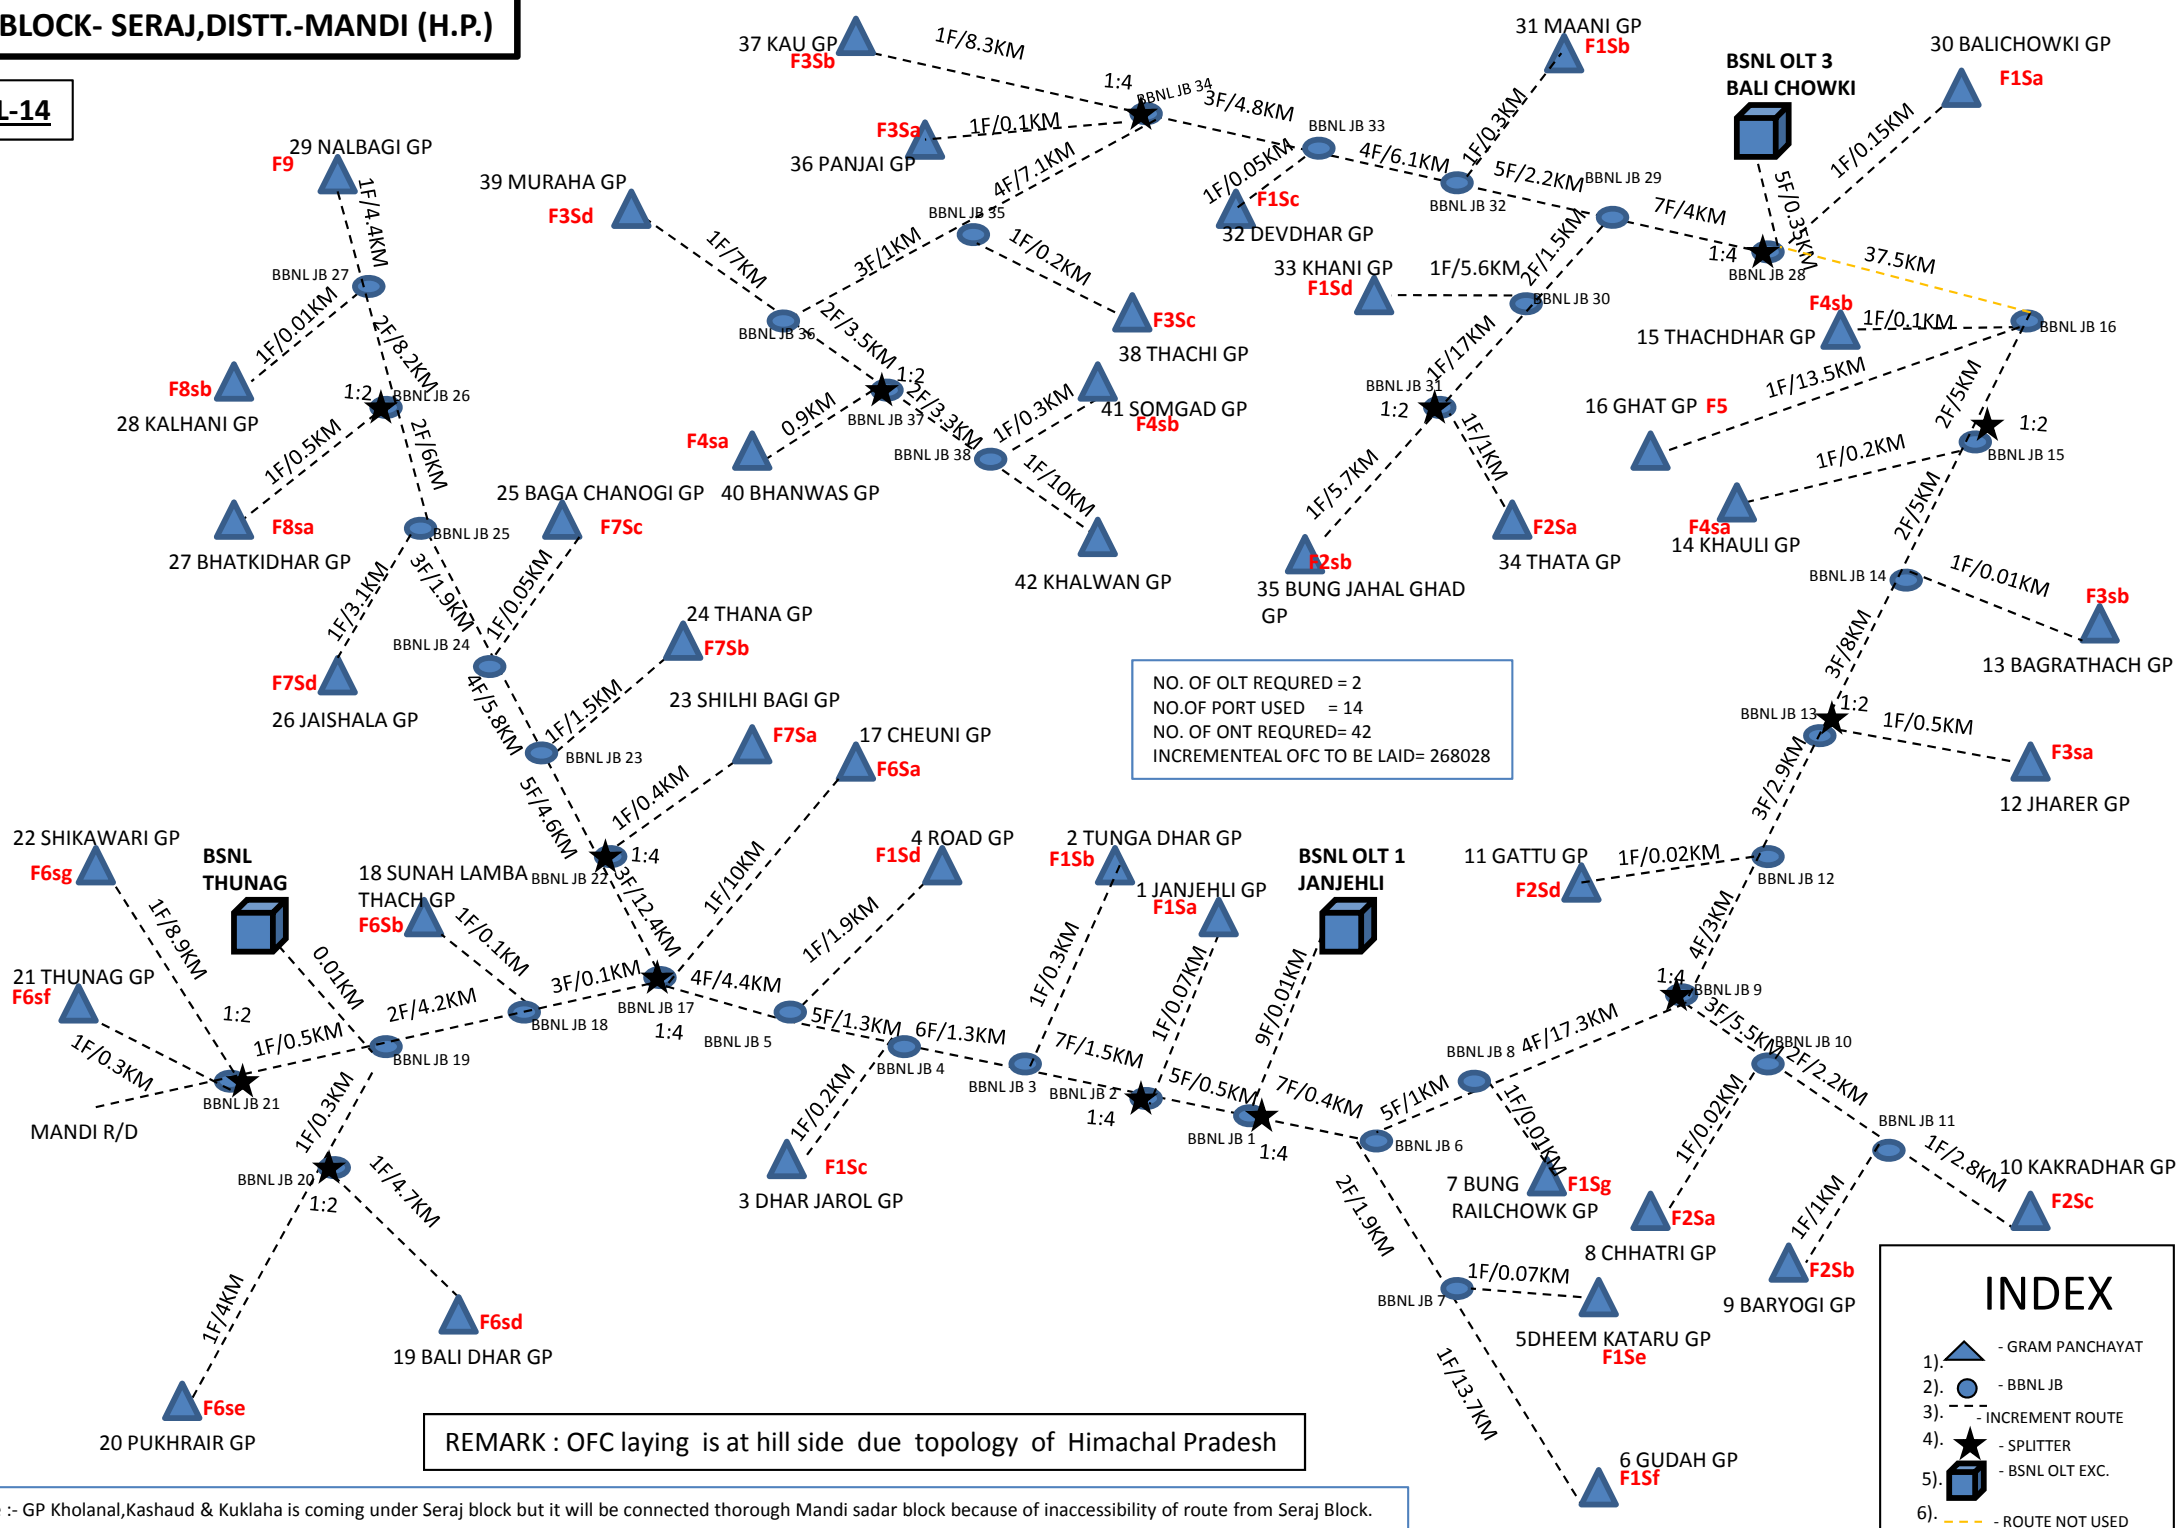 BLOCK- SERAJ,DISTT.-MANDI (H.P.)
L-14
37 KAU GP
F3Sb
1F/8.3KM
1:4
BBNL JB 34
3F/4.8KM
BBNL JB 33
31 MAANI GP
F1Sb
1F/0.3KM
BSNL OLT 3
BALI CHOWKI
30 BALICHOWKI GP
F1Sa
1F/0.15KM
5F/0.35KM
F3Sa
1F/0.1KM
36 PANJAI GP
4F/7.1KM
1F/0.05KM
F1Sc
32 DEVDHAR GP
4F/6.1KM
BBNL JB 32
5F/2.2KM
BBNL JB 29
7F/4KM
1:4
BBNL JB 28
37.5KM
29 NALBAGI GP
F9
1F/4.4KM
39 MURAHA GP
F3Sd
1F/7KM
BBNL JB 35
3F/1KM
1F/0.2KM
F3Sc
38 THACHI GP
33 KHANI GP
F1Sd
1F/5.6KM
2F/1.5KM
BBNL JB 30
F4sb
1F/0.1KM
15 THACHDHAR GP
BBNL JB 16
BBNL JB 27
1F/0.01KM
F8sb
28 KALHANI GP
2F/8.2KM
1:2
BBNL JB 26
BBNL JB 36
2F/3.5KM
1:2
BBNL JB 37
0.9KM
F4sa
40 BHANWAS GP
2F/3.3KM
BBNL JB 38
1F/0.3KM
41 SOMGAD GP
F4sb
1F/10KM
42 KHALWAN GP
1F/17KM
BBNL JB 31
1:2
1F/1KM
F2Sa
34 THATA GP
1F/5.7KM
F2sb
35 BUNG JAHAL GHAD
GP
1F/13.5KM
16 GHAT GP F5
2F/5KM
1:2
BBNL JB 15
1F/0.2KM
F4sa
14 KHAULI GP
1F/0.5KM
F8sa
27 BHATKIDHAR GP
2F/6KM
BBNL JB 25
25 BAGA CHANOGI GP
F7Sc
1F/0.05KM
3F/1.9KM
1F/3.1KM
BBNL JB 24
F7Sd
26 JAISHALA GP
2F/5KM
BBNL JB 14
1F/0.01KM
F3sb
13 BAGRATHACH GP
3F/8KM
4F/5.8KM
24 THANA GP
F7Sb
1F/1.5KM
BBNL JB 23
23 SHILHI BAGI GP
F7Sa
1F/0.4KM
5F/4.6KM
1:4
BBNL JB 22
17 CHEUNI GP
F6Sa
1F/10KM
NO. OF OLT REQURED = 2
NO.OF PORT USED = 14
NO. OF ONT REQURED= 42
INCREMENTEAL OFC TO BE LAID= 268028
BBNL JB 13
1:2
1F/0.5KM
F3sa
12 JHARER GP
3F/2.9KM
22 SHIKAWARI GP
F6sg
1F/8.9KM
BSNL
THUNAG
0.01KM
18 SUNAH LAMBA
THACH GP
F6Sb
1F/0.1KM
3F/12.4KM
4 ROAD GP
F1Sd
1F/1.9KM
2 TUNGA DHAR GP
F1Sb
1F/0.3KM
1 JANJEHLI GP
F1Sa
1F/0.07KM
BSNL OLT 1
JANJEHLI
9F/0.01KM
11 GATTU GP
1F/0.02KM
F2Sd
BBNL JB 12
4F/3KM
21 THUNAG GP
F6sf
1F/0.3KM
1:2
1F/0.5KM
BBNL JB 21
MANDI R/D
2F/4.2KM
BBNL JB 19
3F/0.1KM
BBNL JB 18
BBNL JB 17
1:4
4F/4.4KM
BBNL JB 5
5F/1.3KM
BBNL JB 4
6F/1.3KM
BBNL JB 3
7F/1.5KM
BBNL JB 2
1:4
5F/0.5KM
BBNL JB 1
1:4
7F/0.4KM
BBNL JB 6
5F/1KM
BBNL JB 8
4F/17.3KM
1:4
BBNL JB 9
3F/5.5KM
BBNL JB 10
2F/2.2KM
BBNL JB 11
1F/2.8KM
10 KAKRADHAR GP
F2Sc
1F/0.3KM
BBNL JB 20
1:2
1F/4.7KM
F6sd
19 BALI DHAR GP
1F/4KM
F6se
20 PUKHRAIR GP
1F/0.2KM
F1Sc
3 DHAR JAROL GP
1F/0.01KM
7 BUNG
RAILCHOWK GP
F1Sg
1F/0.02KM
F2Sa
8 CHHATRI GP
1F/1KM
F2Sb
9 BARYOGI GP
2F/1.9KM
BBNL JB 7
1F/0.07KM
5DHEEM KATARU GP
F1Se
1F/13.7KM
6 GUDAH GP
F1Sf
REMARK : OFC laying is at hill side due topology of Himachal Pradesh
:- GP Kholanal,Kashaud & Kuklaha is coming under Seraj block but it will be connected thorough Mandi sadar block because of inaccessibility of route from Seraj Block.
INDEX
1). - GRAM PANCHAYAT
2). - BBNL JB
3). - INCREMENT ROUTE
4). - SPLITTER
5). - BSNL OLT EXC.
6). - ROUTE NOT USED